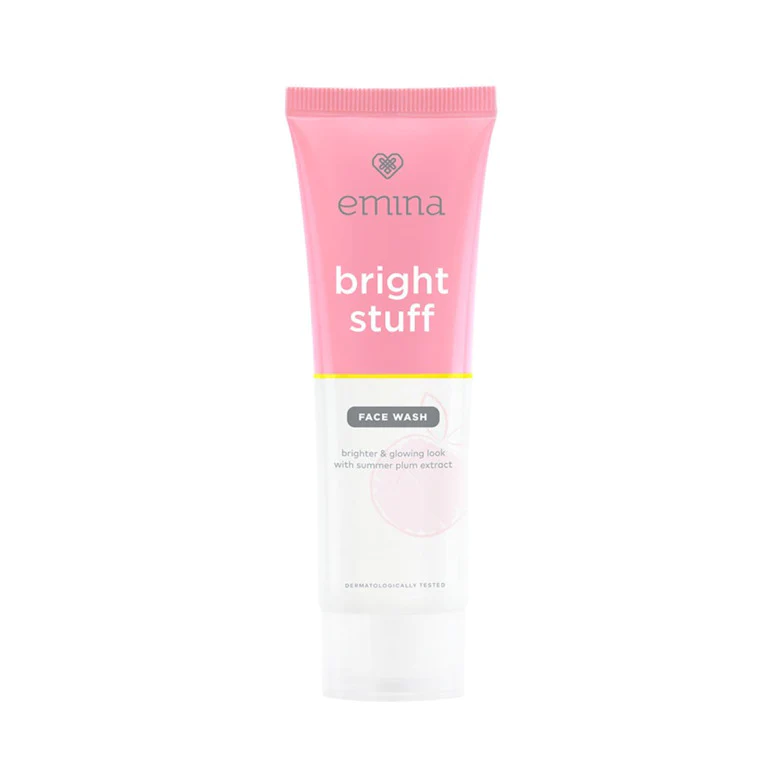 emina
bright
stuff
FACE WASH
brighter & glowing look
with summer plum extract
DERMATOLOGICALLY TESTED